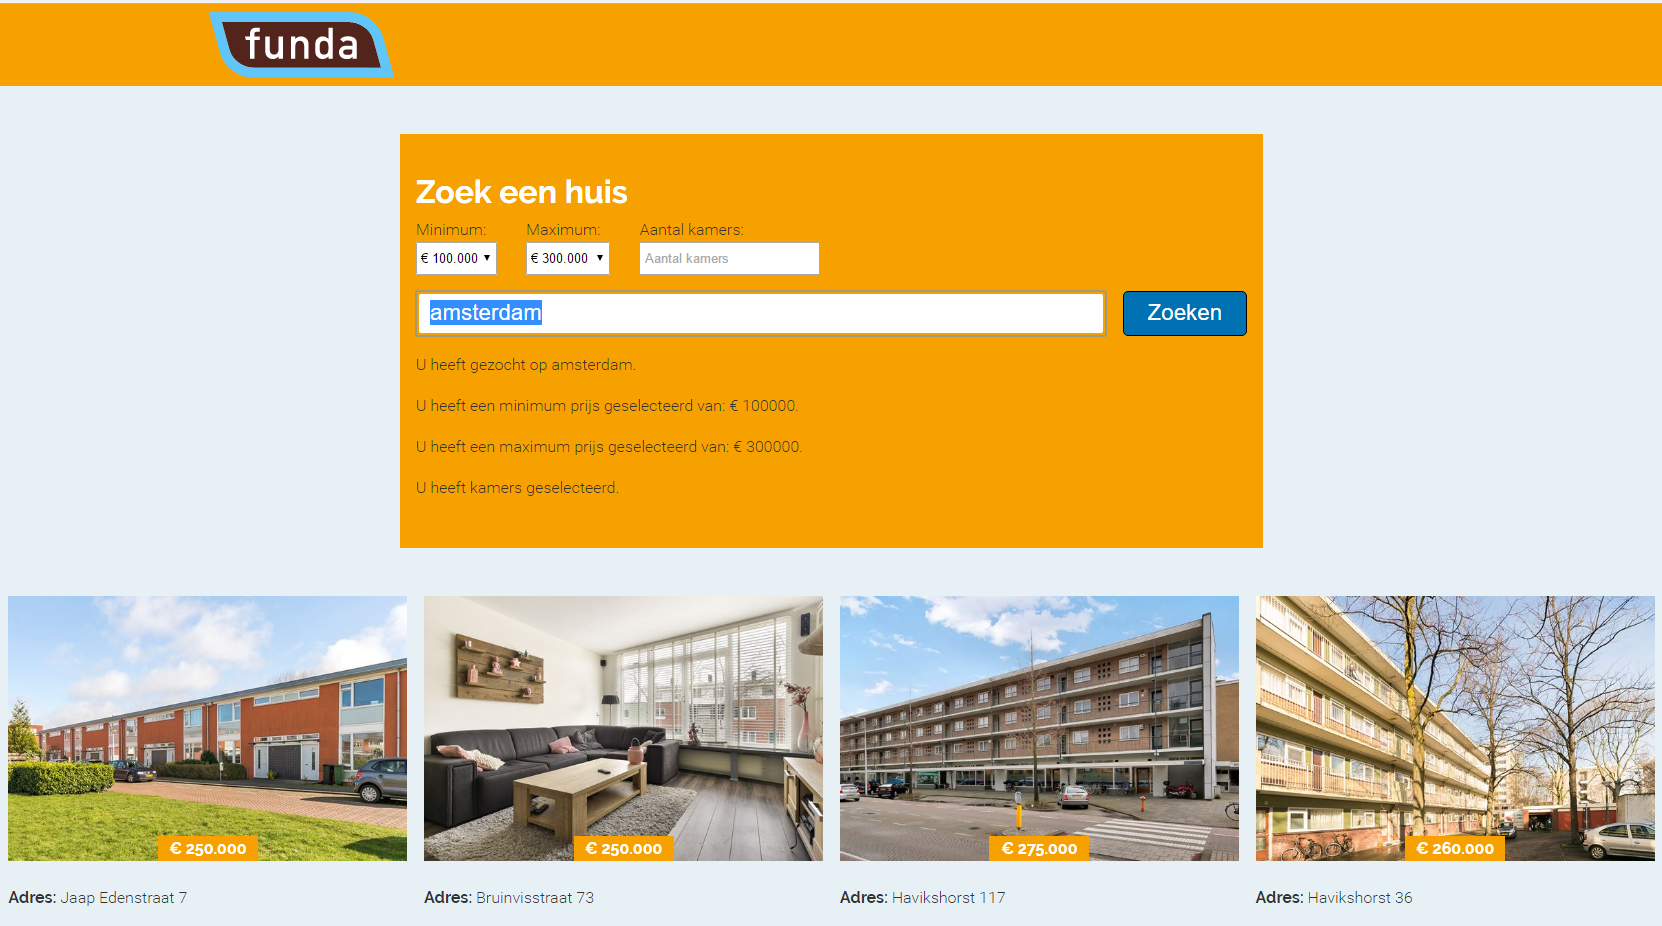 funda
Zoek een huis
Minimum: Maximum: Aantal kamers:
€ 100.000 € 300.000 Aantal kamers
amsterdam Zoeken
U heeft gezocht op amsterdam.
U heeft een minimum prijs geselecteerd van: € 100000.
U heeft een maximum prijs geselecteerd van: € 300000.
U heeft kamers geselecteerd.
€ 250.000 € 250.000 € 275.000 € 260.000
Adres: Jaap Edenstraat 7 Adres: Bruinvisstraat 73 Adres: Havikshorst 117 Adres: Havikshorst 36